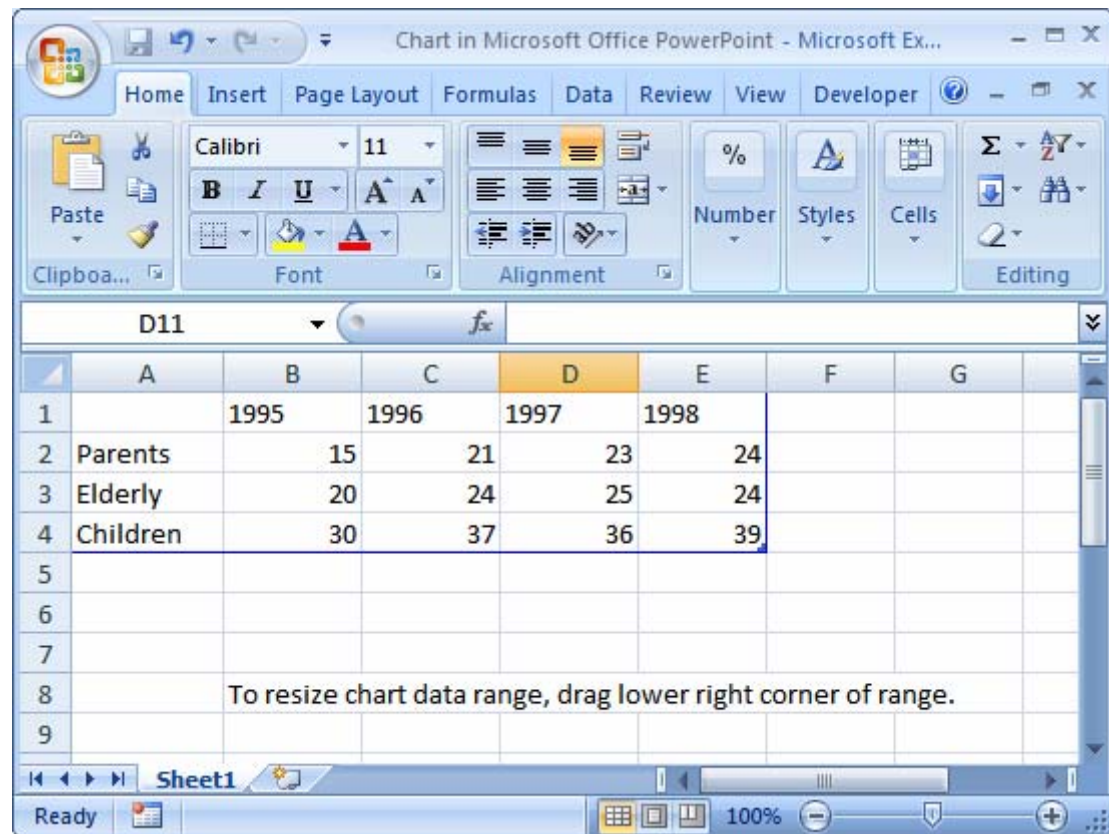 Chart in Microsoft Office PowerPoint - Microsoft Ex...
Home Insert Page Layout Formulas Data Review View Developer
Calibri 11
B I U A A
A
Paste
% Number
A Styles
Cells
Σ
A Z
Clipboa... Font Alignment Editing
D11 fx
A B C D E F G
1 1995 1996 1997 1998
2 Parents 15 21 23 24
3 Elderly 20 24 25 24
4 Children 30 37 36 39
5
6
7
8 To resize chart data range, drag lower right corner of range.
9
Sheet1
Ready 100%